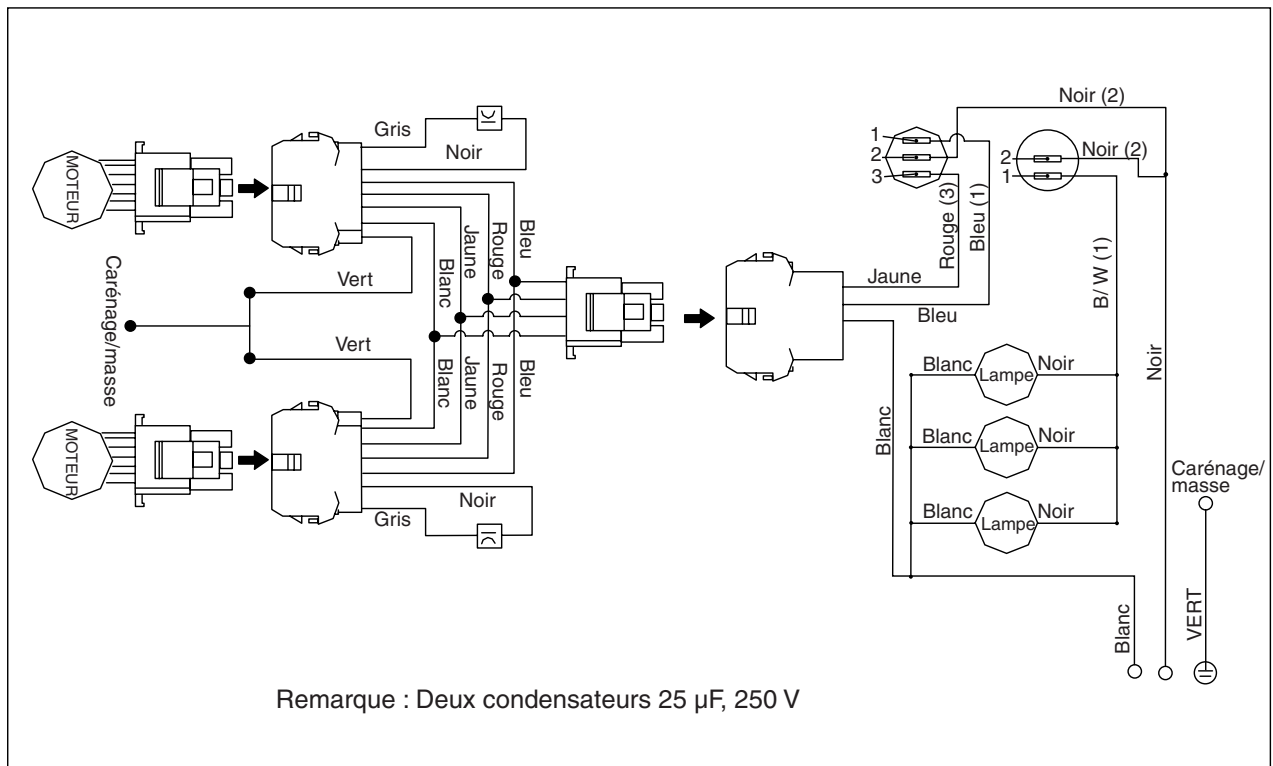 Noir (2)
Gris
Noir
1
2
3
2
1
Noir (2)
MOTEUR
Rouge (3)
Bleu (1)
Bleu
Rouge
Jaune
Blanc
Carénage/masse
Vert
Jaune
Bleu
B/ W (1)
Vert
Blanc
Jaune
Rouge
Bleu
Blanc
Lampe
Noir
Noir
MOTEUR
Blanc
Blanc
Lampe
Noir
Carénage/
masse
Noir
Gris
Blanc
Lampe
Noir
Blanc
VERT
Remarque : Deux condensateurs 25 µF, 250 V